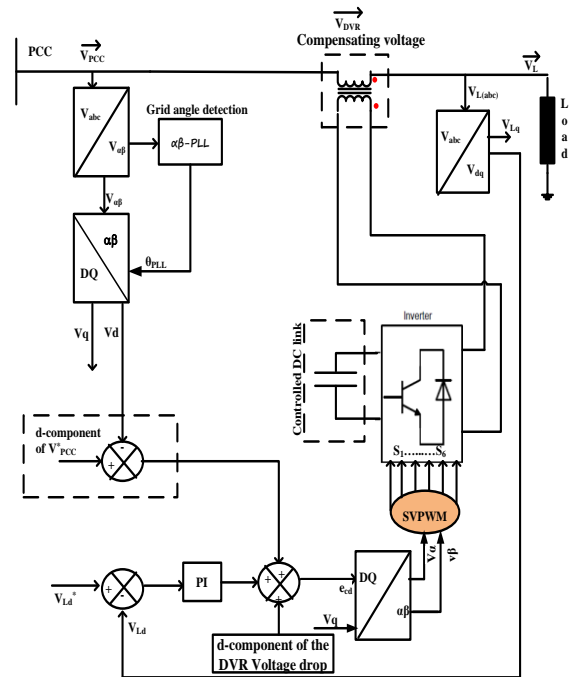 V_DVR
Compensating voltage
PCC
V_PCC
V_L
V_L(abc)
L
o
a
d
V_abc
V_αβ
Grid angle detection
αβ-PLL
V_abc
V_dq
V_Lq
V_αβ
αβ
DQ
θ_PLL
Vq
Vd
Inverter
Controlled DC link
S_1..........S_6
d-component
of V*_PCC
-
+
SVPWM
Vα
vβ
V_Ld*
+
-
V_Ld
PI
+
+
+
+
e_cd
DQ
αβ
Vq
d-component of the
DVR Voltage drop